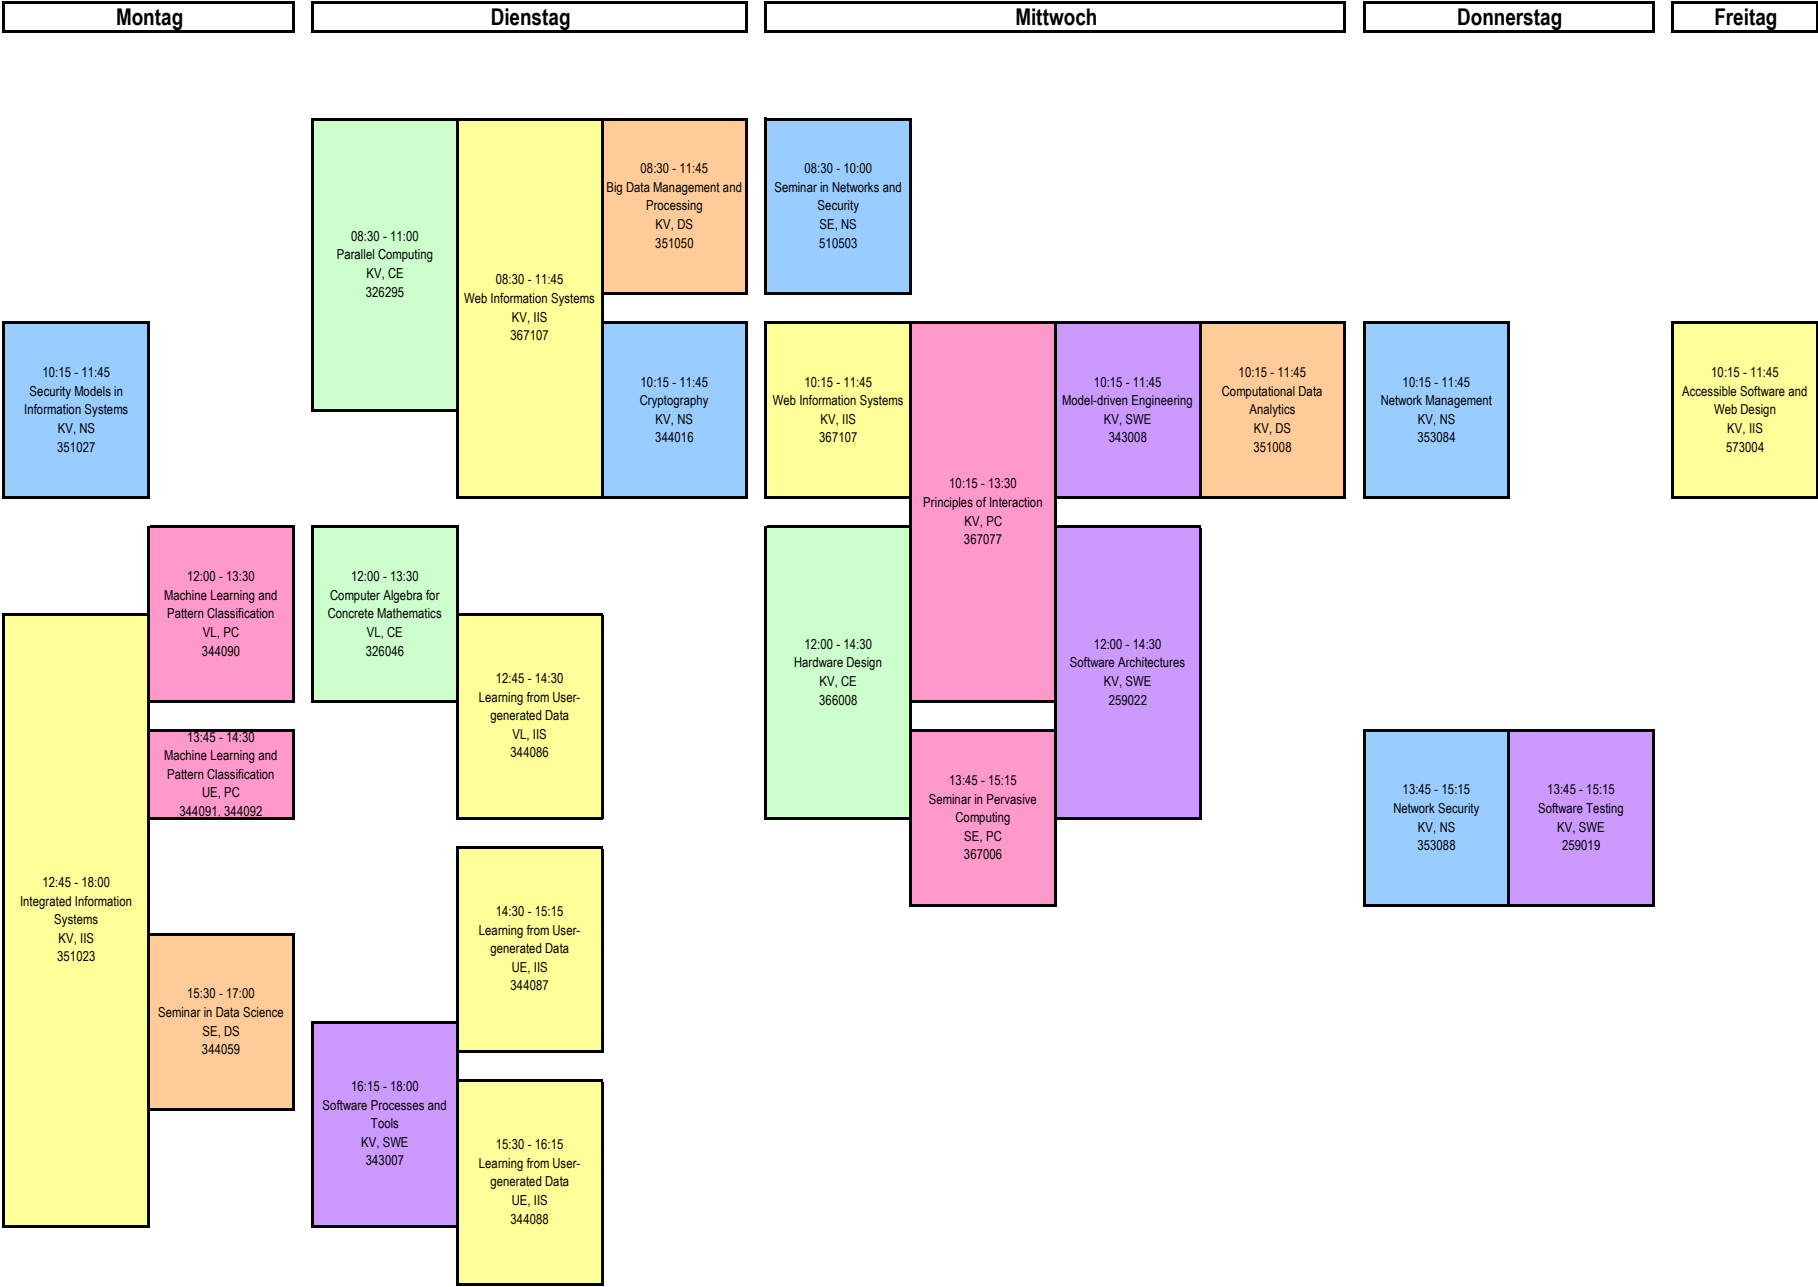 Montag
Dienstag
Mittwoch
Donnerstag
Freitag
10:15 - 11:45
Security Models in
Information Systems
KV, NS
351027
12:45 - 18:00
Integrated Information
Systems
KV, IIS
351023
12:00 - 13:30
Machine Learning and
Pattern Classification
VL, PC
344090
13:45 - 14:30
Machine Learning and
Pattern Classification
UE, PC
344091, 344092
15:30 - 17:00
Seminar in Data Science
SE, DS
344059
08:30 - 11:00
Parallel Computing
KV, CE
326295
12:00 - 13:30
Computer Algebra for
Concrete Mathematics
VL, CE
326046
16:15 - 18:00
Software Processes and
Tools
KV, SWE
343007
08:30 - 11:45
Web Information Systems
KV, IIS
367107
12:45 - 14:30
Learning from User-
generated Data
VL, IIS
344086
14:30 - 15:15
Learning from User-
generated Data
UE, IIS
344087
15:30 - 16:15
Learning from User-
generated Data
UE, IIS
344088
08:30 - 11:45
Big Data Management and
Processing
KV, DS
351050
10:15 - 11:45
Cryptography
KV, NS
344016
08:30 - 10:00
Seminar in Networks and
Security
SE, NS
510503
10:15 - 11:45
Web Information Systems
KV, IIS
367107
12:00 - 14:30
Hardware Design
KV, CE
366008
10:15 - 13:30
Principles of Interaction
KV, PC
367077
13:45 - 15:15
Seminar in Pervasive
Computing
SE, PC
367006
10:15 - 11:45
Model-driven Engineering
KV, SWE
343008
12:00 - 14:30
Software Architectures
KV, SWE
259022
10:15 - 11:45
Computational Data
Analytics
KV, DS
351008
10:15 - 11:45
Network Management
KV, NS
353084
13:45 - 15:15
Network Security
KV, NS
353088
13:45 - 15:15
Software Testing
KV, SWE
259019
10:15 - 11:45
Accessible Software and
Web Design
KV, IIS
573004